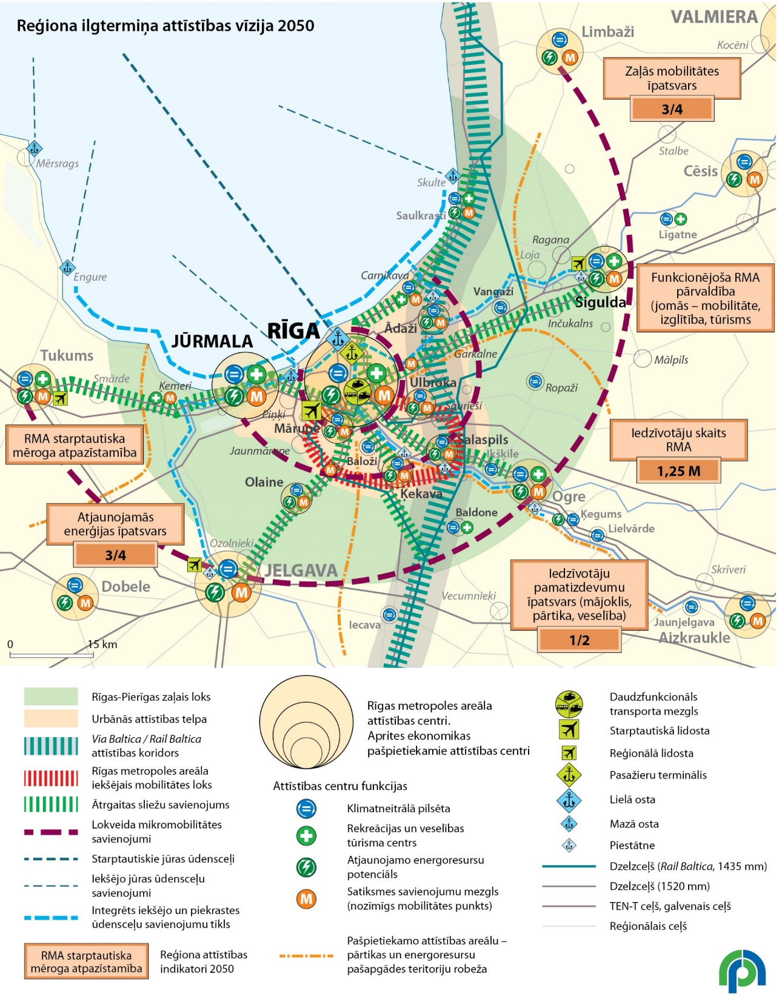 Reģiona ilgtermiņa attīstības vīzija 2050
VALMIERA
Limbaži
Kocēni
Zaļās mobilitātes
īpatsvars
3/4
Stalbe
Mērsrags
Cēsis
Skulte
Saulkrasti
Līgatne
Ragana
Loja
Engure
Carnikava
Vangaži
Sigulda
Funkcionējoša RMA
pārvaldība
(jomās – mobilitāte,
izglītība, tūrisms
Inčukalns
RĪGA
Ādaži
JŪRMALA
Tukums
Garkalne
Mālpils
Smārde
Ķemeri
Ulbroka
Ropaži
Saurieši
Piņķi
Mārupe
RMA starptautiska
mēroga atpazīstamība
Salaspils
Iedzīvotāju skaits
RMA
1,25 M
Jaunmārupe
Ikšķile
Baloži
Olaine
Ķekava
Ogre
Baldone
Ķegums
Lielvārde
Atjaunojamās
enerģijas īpatsvars
3/4
Ozolnieki
JELGAVA
Dobele
Iedzīvotāju
pamatizdevumu
īpatsvars (mājoklis,
pārtika, veselība)
1/2
Skrīveri
Vecumnieki
Iecava
Jaunjelgava
Aizkraukle
0 15 km
Rīgas-Pierīgas zaļais loks
Urbānās attīstības telpa
Via Baltica / Rail Baltica
attīstības koridors
Rīgas metropoles areāla
iekšējais mobilitātes loks
Ātrgaitas sliežu savienojums
Lokveida mikromobilitātes
savienojumi
Starptautiskie jūras ūdensceļi
Iekšējo jūras ūdensceļu
savienojumi
Integrēts iekšējo un piekrastes
ūdensceļu savienojumu tīkls
RMA starptautiska
mēroga atpazīstamība
Reģiona attīstības
indikatori 2050
Rīgas metropoles areāla
attīstības centri.
Aprites ekonomikas
pašpietiekamie attīstības centri
Attīstības centru funkcijas
Klimatneitrālā pilsēta
Rekreācijas un veselības
tūrisma centrs
Atjaunojamo energoresursu
potenciāls
M
Satiksmes savienojumu mezgls
(nozīmīgs mobilitātes punkts)
Pašpietiekamo attīstības areālu –
pārtikas un energoresursu
pašapgādes teritoriju robeža
Daudzfunkcionāls
transporta mezgls
Starptautiskā lidosta
Reģionālā lidosta
Pasažieru terminālis
Lielā osta
Mazā osta
Piestātne
Dzelzceļš (Rail Baltica, 1435 mm)
Dzelzceļš (1520 mm)
TEN-T ceļš, galvenais ceļš
Reģionālais ceļš